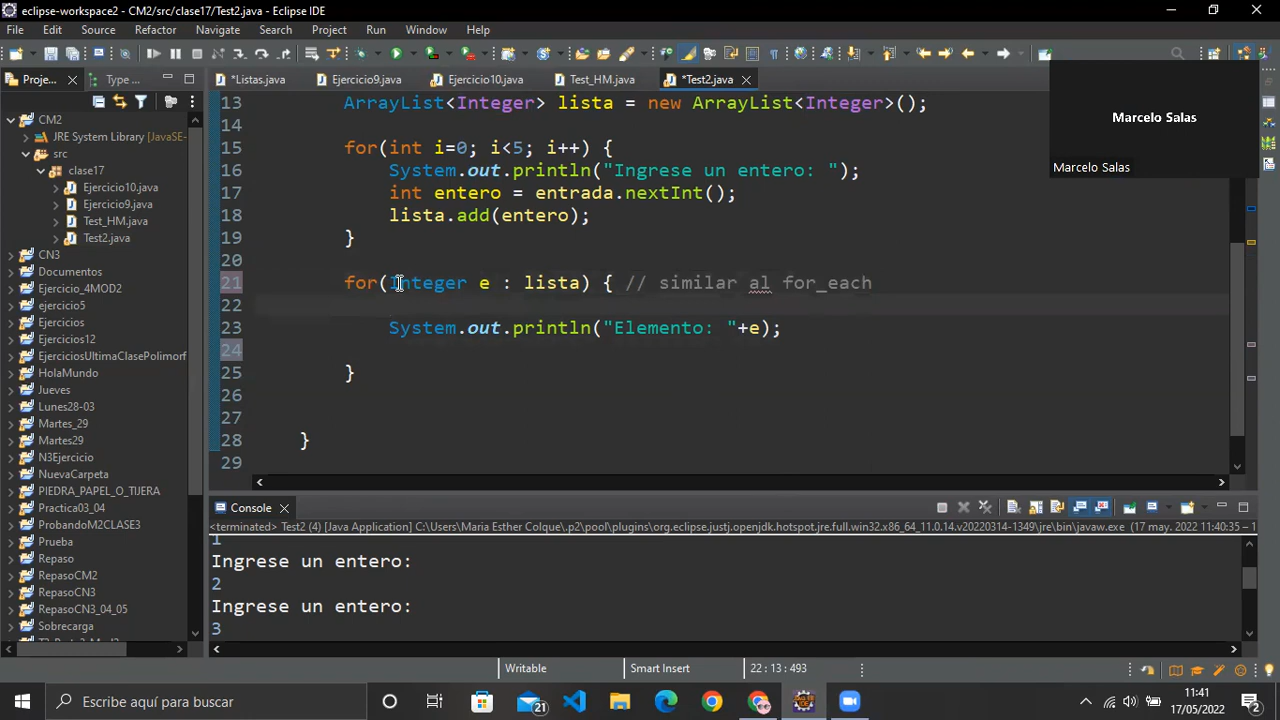 eclipse-workspace2 - CM2/src/clase17/Test2.java - Eclipse IDE
File Edit Source Refactor Navigate Search Project Run Window Help
Proje... Type ...
*Listas.java Ejercicio9.java Ejercicio10.java Test_HM.java *Test2.java
Marcelo Salas
Marcelo Salas
CM2
JRE System Library [JavaSE-
src
clase17
Ejercicio10.java
Ejercicio9.java
Test_HM.java
Test2.java
CN3
Documentos
Ejercicio_4MOD2
ejercicio5
Ejercicios
Ejercicios12
EjerciciosUltimaClasePolimorf
HolaMundo
Jueves
Lunes28-03
Martes_29
Martes29
N3Ejercicio
NuevaCarpeta
PIEDRA_PAPEL_O_TIJERA
Practica03_04
ProbandoM2CLASE3
Prueba
Repaso
RepasoCM2
RepasoCN3
RepasoCN3_04_05
Sobrecarga
13 ArrayList<Integer> lista = new ArrayList<Integer>();
14
15 for(int i=0; i<5; i++) {
16 System.out.println("Ingrese un entero: ");
17 int entero = entrada.nextInt();
18 lista.add(entero);
19 }
20
21 for(Integer e : lista) { // similar al for_each
22
23 System.out.println("Elemento: "+e);
24
25 }
26
27
28 }
29
Console
<terminated> Test2 (4) [Java Application] C:\Users\Maria Esther Colque\.p2\pool\plugins\org.eclipse.justj.openjdk.hotspot.jre.full.win32.x86_64_11.0.14.v20220314-1349\jre\bin\javaw.exe (17 may. 2022 11:40:35 – 1
1
Ingrese un entero:
2
Ingrese un entero:
3
Writable Smart Insert 22 : 13 : 493
Escribe aquí para buscar
21
11:41
17/05/2022
2